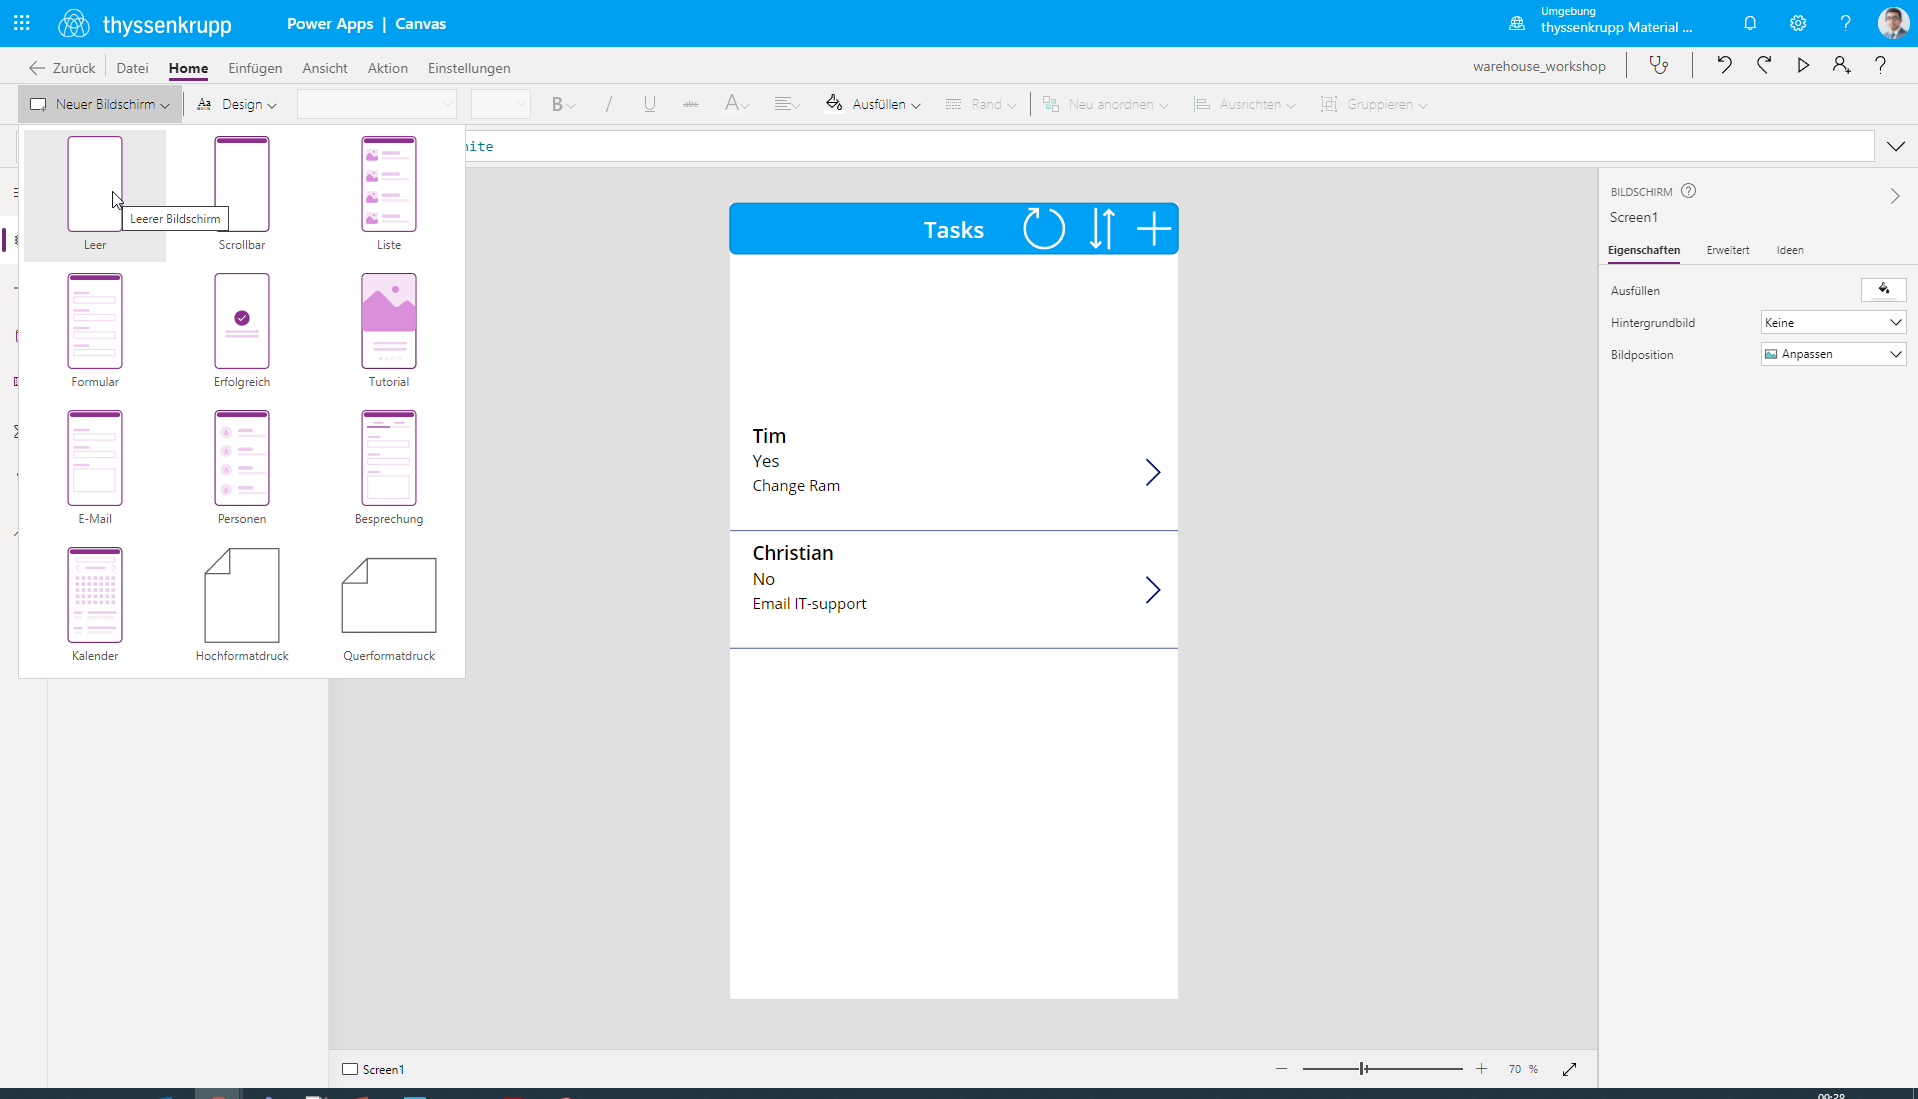 thyssenkrupp
Power Apps | Canvas
Umgebung
thyssenkrupp Material ...
Zurück
Datei
Home
Einfügen
Ansicht
Aktion
Einstellungen
warehouse_workshop
Neuer Bildschirm
Design
Ausfüllen
Rand
Neu anordnen
Ausrichten
Gruppieren
Leer
Leerer Bildschirm
Scrollbar
Liste
Formular
Erfolgreich
Tutorial
E-Mail
Personen
Besprechung
Kalender
Hochformatdruck
Querformatdruck
Tasks
Tim
Yes
Change Ram
Christian
No
Email IT-support
BILDSCHIRM
Screen1
Eigenschaften
Erweitert
Ideen
Ausfüllen
Hintergrundbild
Keine
Bildposition
Anpassen
Screen1
70 %